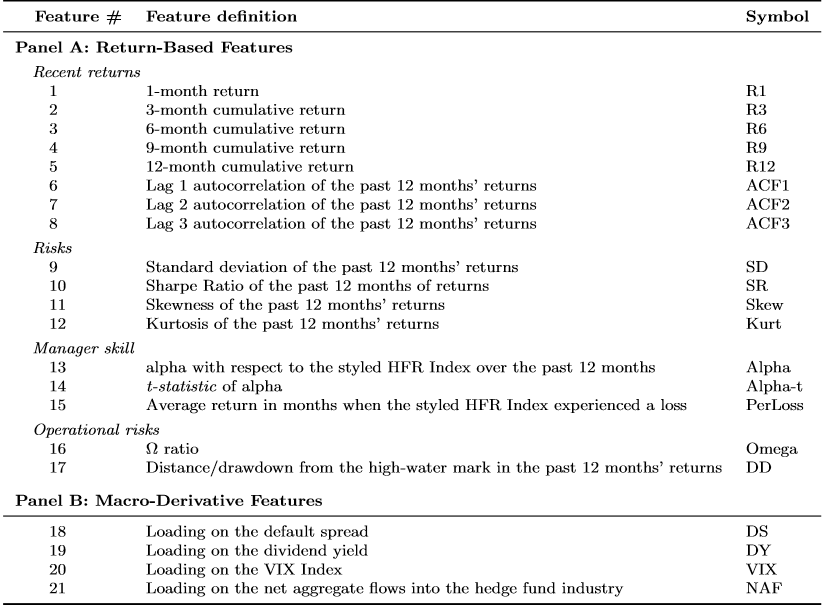 Feature # Feature definition Symbol
Panel A: Return-Based Features
Recent returns
1 1-month return R1
2 3-month cumulative return R3
3 6-month cumulative return R6
4 9-month cumulative return R9
5 12-month cumulative return R12
6 Lag 1 autocorrelation of the past 12 months' returns ACF1
7 Lag 2 autocorrelation of the past 12 months' returns ACF2
8 Lag 3 autocorrelation of the past 12 months' returns ACF3
Risks
9 Standard deviation of the past 12 months' returns SD
10 Sharpe Ratio of the past 12 months of returns SR
11 Skewness of the past 12 months' returns Skew
12 Kurtosis of the past 12 months' returns Kurt
Manager skill
13 alpha with respect to the styled HFR Index over the past 12 months Alpha
14 t-statistic of alpha Alpha-t
15 Average return in months when the styled HFR Index experienced a loss PerLoss
Operational risks
16 Ω ratio Omega
17 Distance/drawdown from the high-water mark in the past 12 months' returns DD
Panel B: Macro-Derivative Features
18 Loading on the default spread DS
19 Loading on the dividend yield DY
20 Loading on the VIX Index VIX
21 Loading on the net aggregate flows into the hedge fund industry NAF